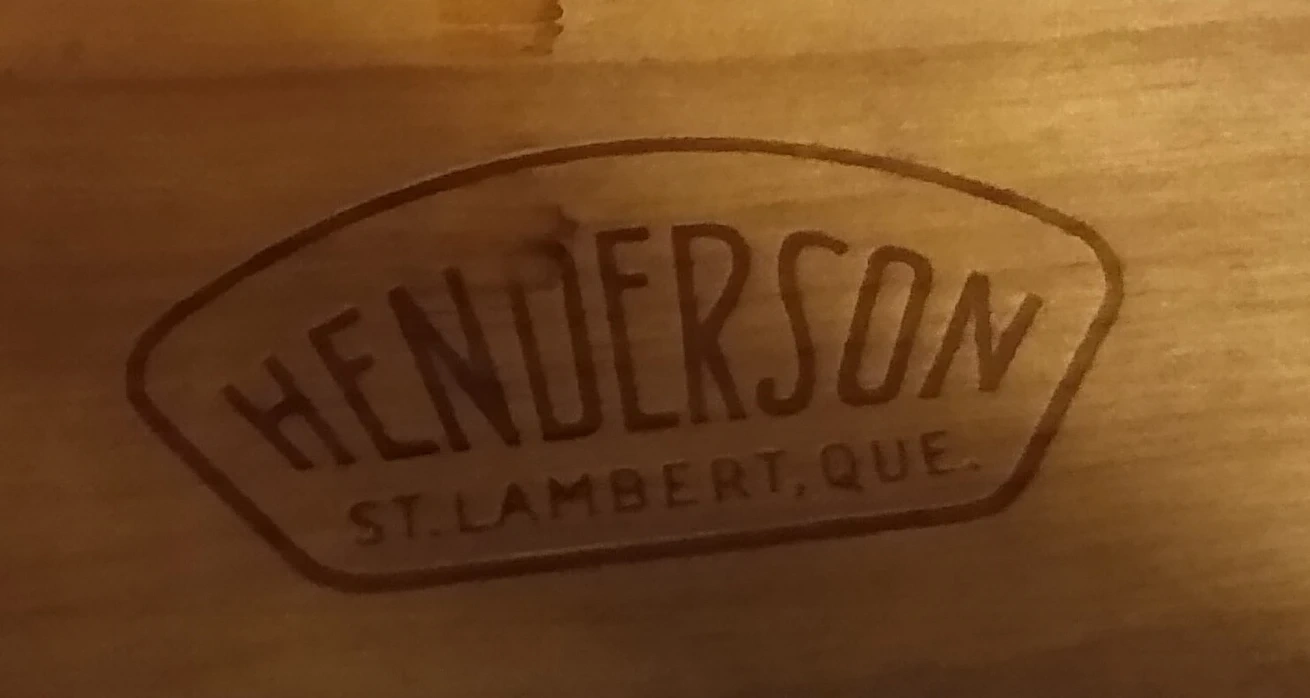 HENDERSON
ST. LAMBERT, QUE.